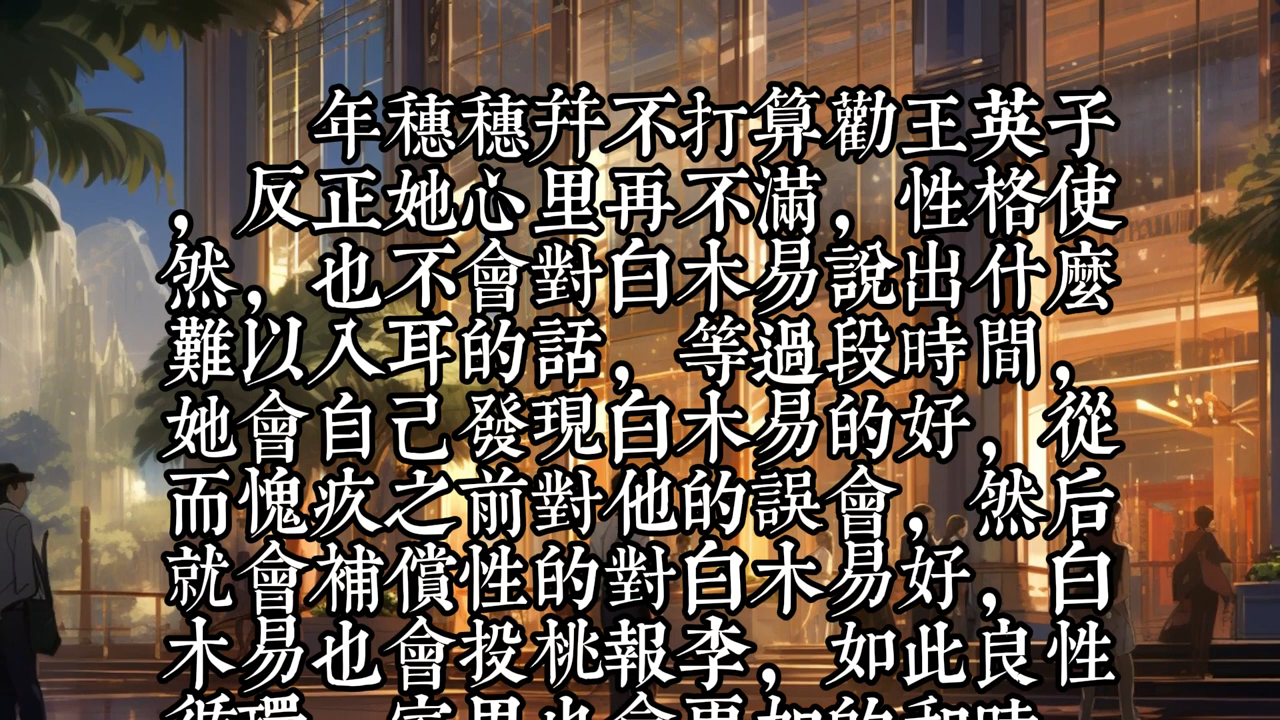 年穗穗幷不打算勸王英子
，反正她心里再不滿，性格使
然，也不會對白木易說出什麼
難以入耳的話，等過段時間，
她會自己發現白木易的好，從
而愧疚之前對他的誤會，然后
就會補償性的對白木易好，白
木易也會投桃報李，如此良性